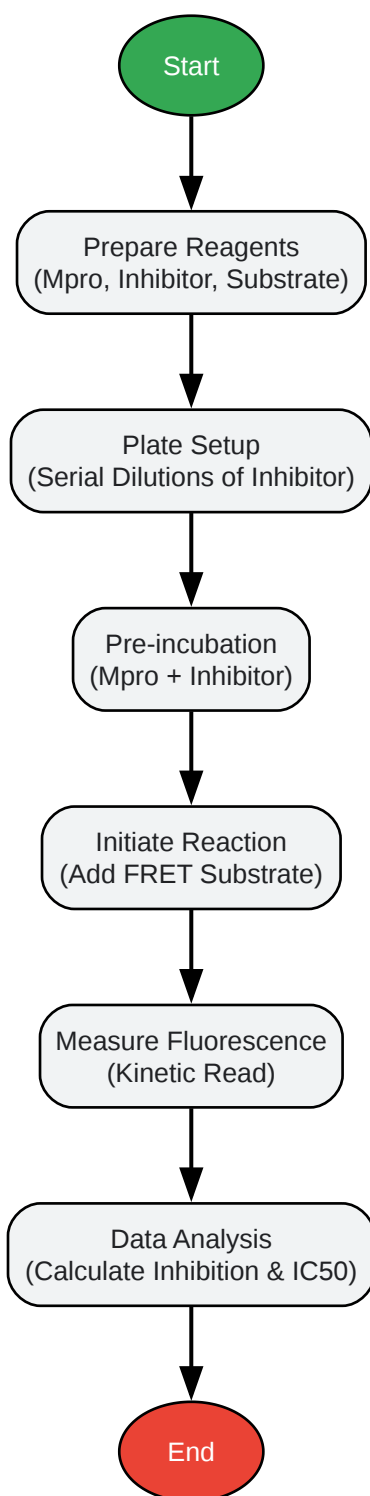 Start
Prepare Reagents
(Mpro, Inhibitor, Substrate)
Plate Setup
(Serial Dilutions of Inhibitor)
Pre-incubation
(Mpro + Inhibitor)
Initiate Reaction
(Add FRET Substrate)
Measure Fluorescence
(Kinetic Read)
Data Analysis
(Calculate Inhibition & IC50)
End